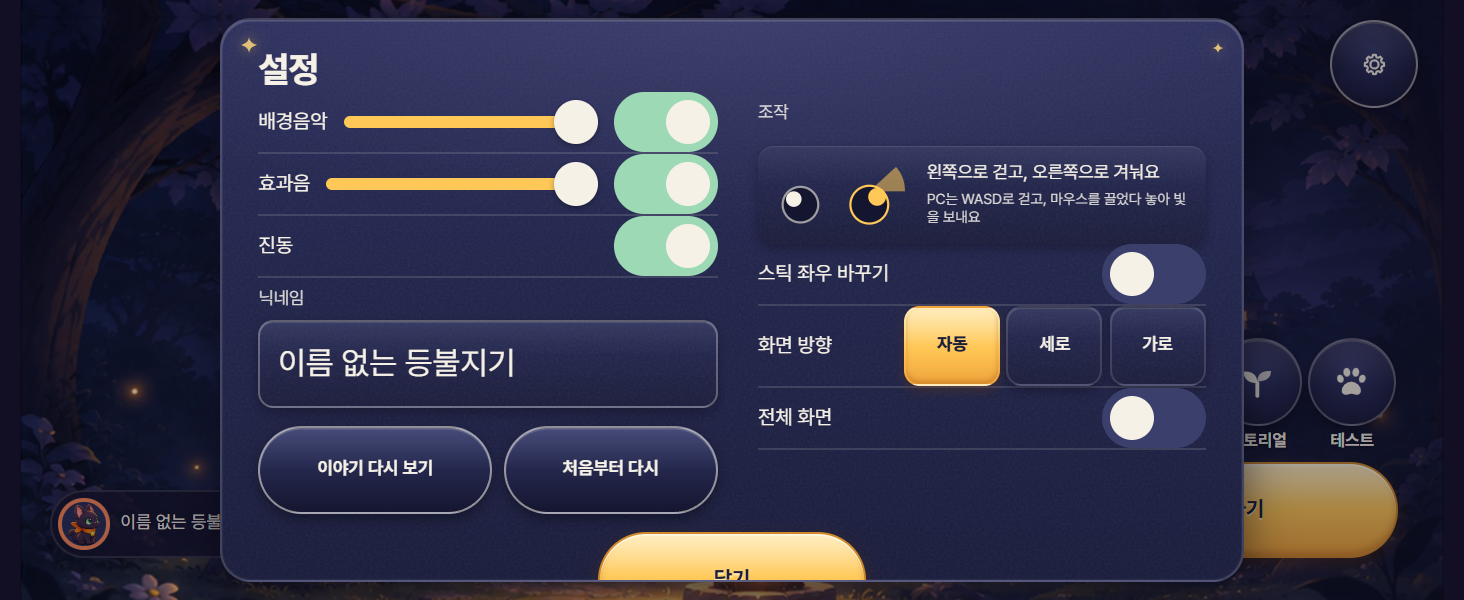 설정
배경음악
효과음
진동
닉네임
이름 없는 등불지기
이야기 다시 보기
처음부터 다시
조작
왼쪽으로 걷고, 오른쪽으로 겨눠요
PC는 WASD로 걷고, 마우스를 끌었다 놓아 빛
을 보내요
스틱 좌우 바꾸기
화면 방향
자동
세로
가로
전체 화면
닫기
이름 없는 등불
토리얼
테스트
기